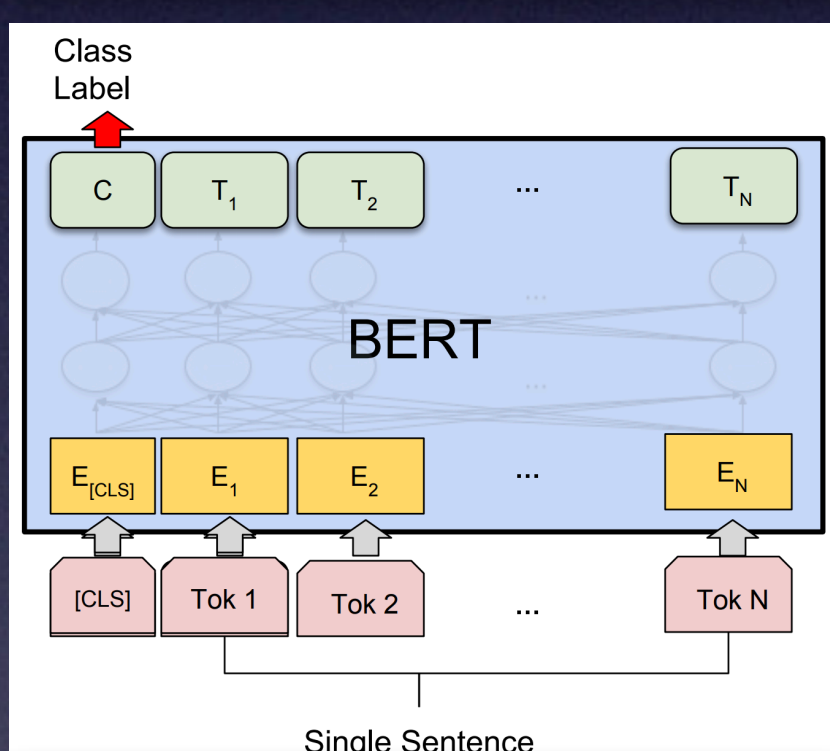 Class
Label
C T1 T2 ... TN
...
BERT
...
E[CLS] E1 E2 ... EN
[CLS] Tok 1 Tok 2 ... Tok N
Single Sentence